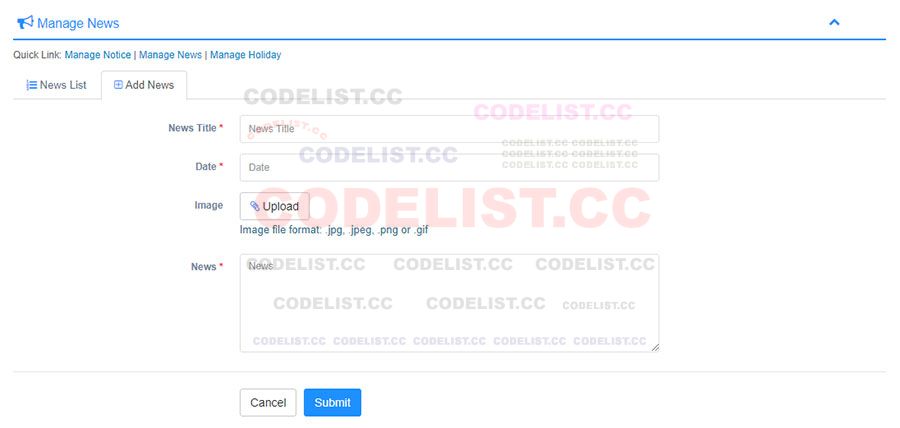 Manage News
Quick Link: Manage Notice | Manage News | Manage Holiday
News List
Add News
CODELIST.CC
CODELIST.CC
News Title *
News Title
CODELIST.CC
CODELIST.CC
CODELIST.CC CODELIST.CC
CODELIST.CC CODELIST.CC
CODELIST.CC CODELIST.CC
Date *
Date
Image
Upload
CODELIST.CC
Image file format: .jpg, .jpeg, .png or .gif
News *
News
CODELIST.CC CODELIST.CC CODELIST.CC
CODELIST.CC CODELIST.CC CODELIST.CC
CODELIST.CC CODELIST.CC CODELIST.CC CODELIST.CC CODELIST.CC
Cancel
Submit